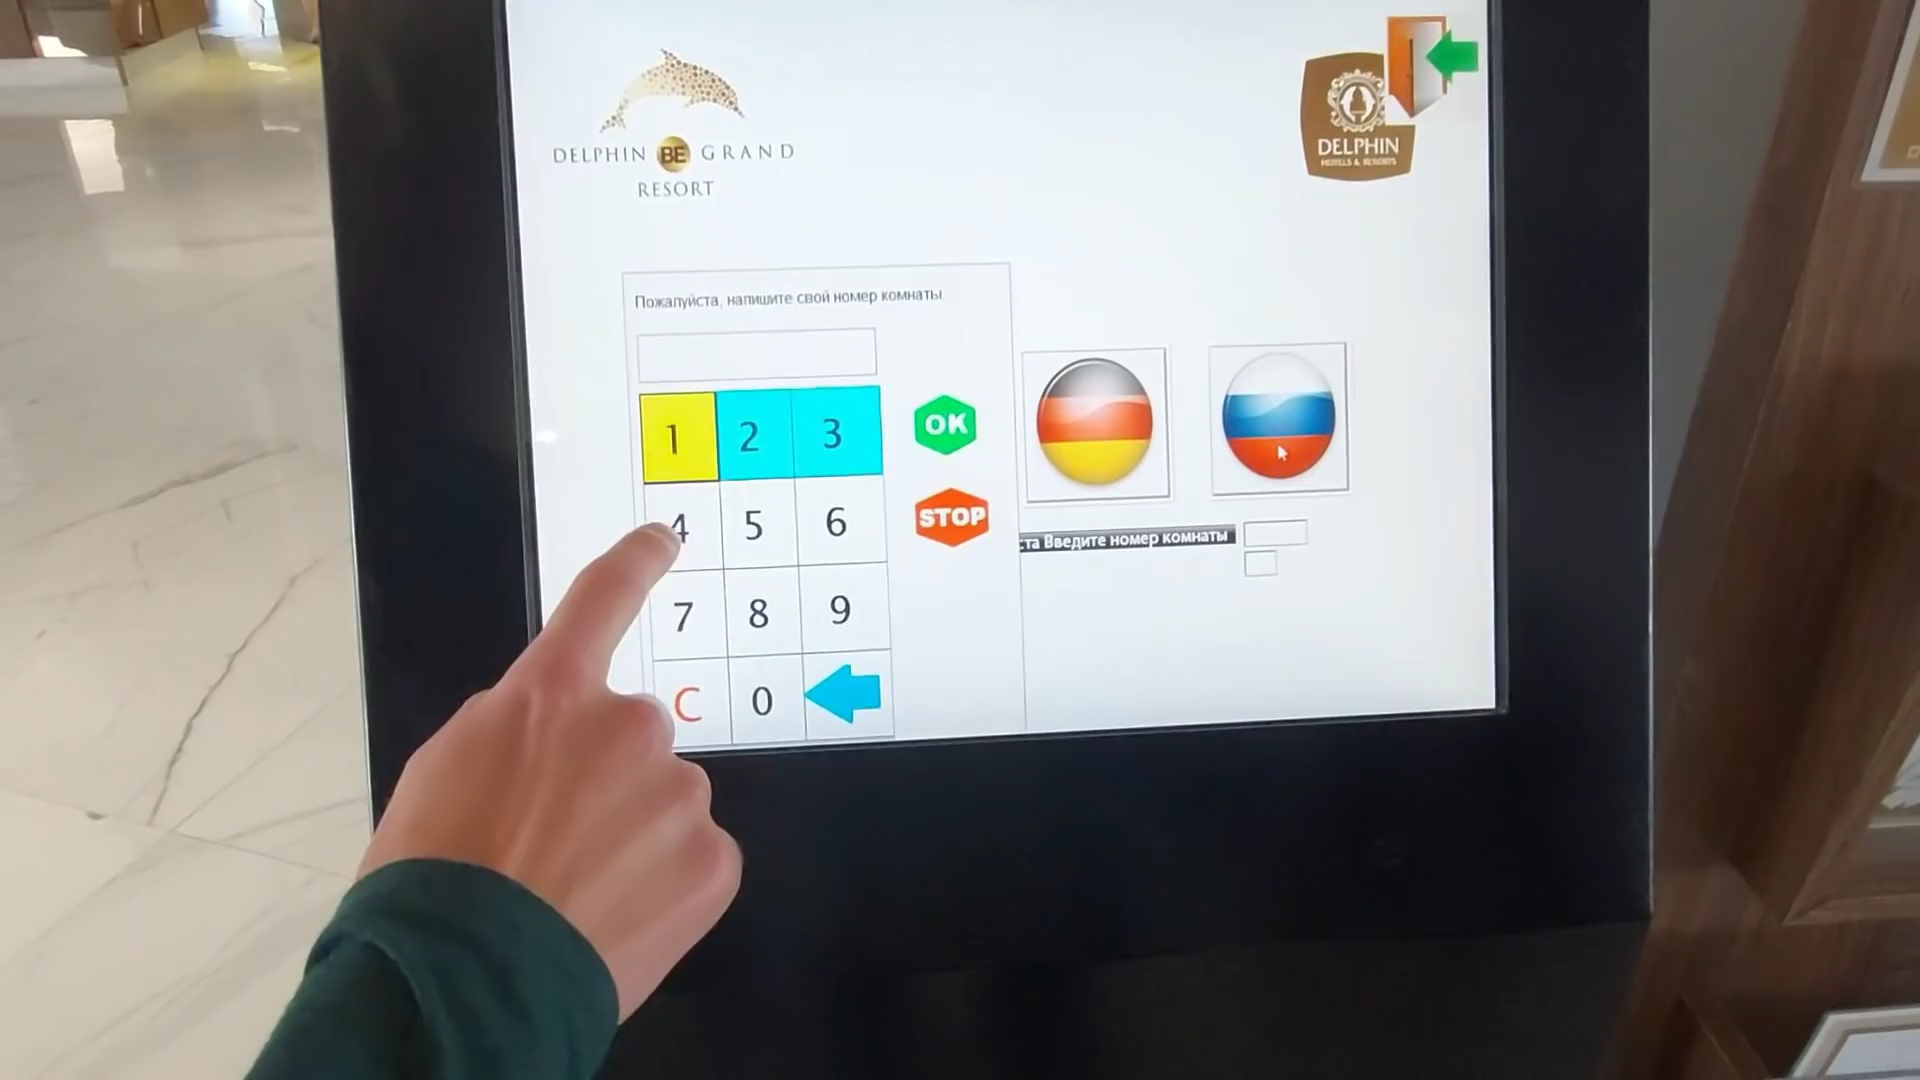 DELPHIN BE GRAND
RESORT
DELPHIN
HOTELS & RESORTS
Пожалуйста, напишите свой номер комнаты
1 2 3
OK
4 5 6
STOP
7 8 9
C 0
та Введите номер комнаты